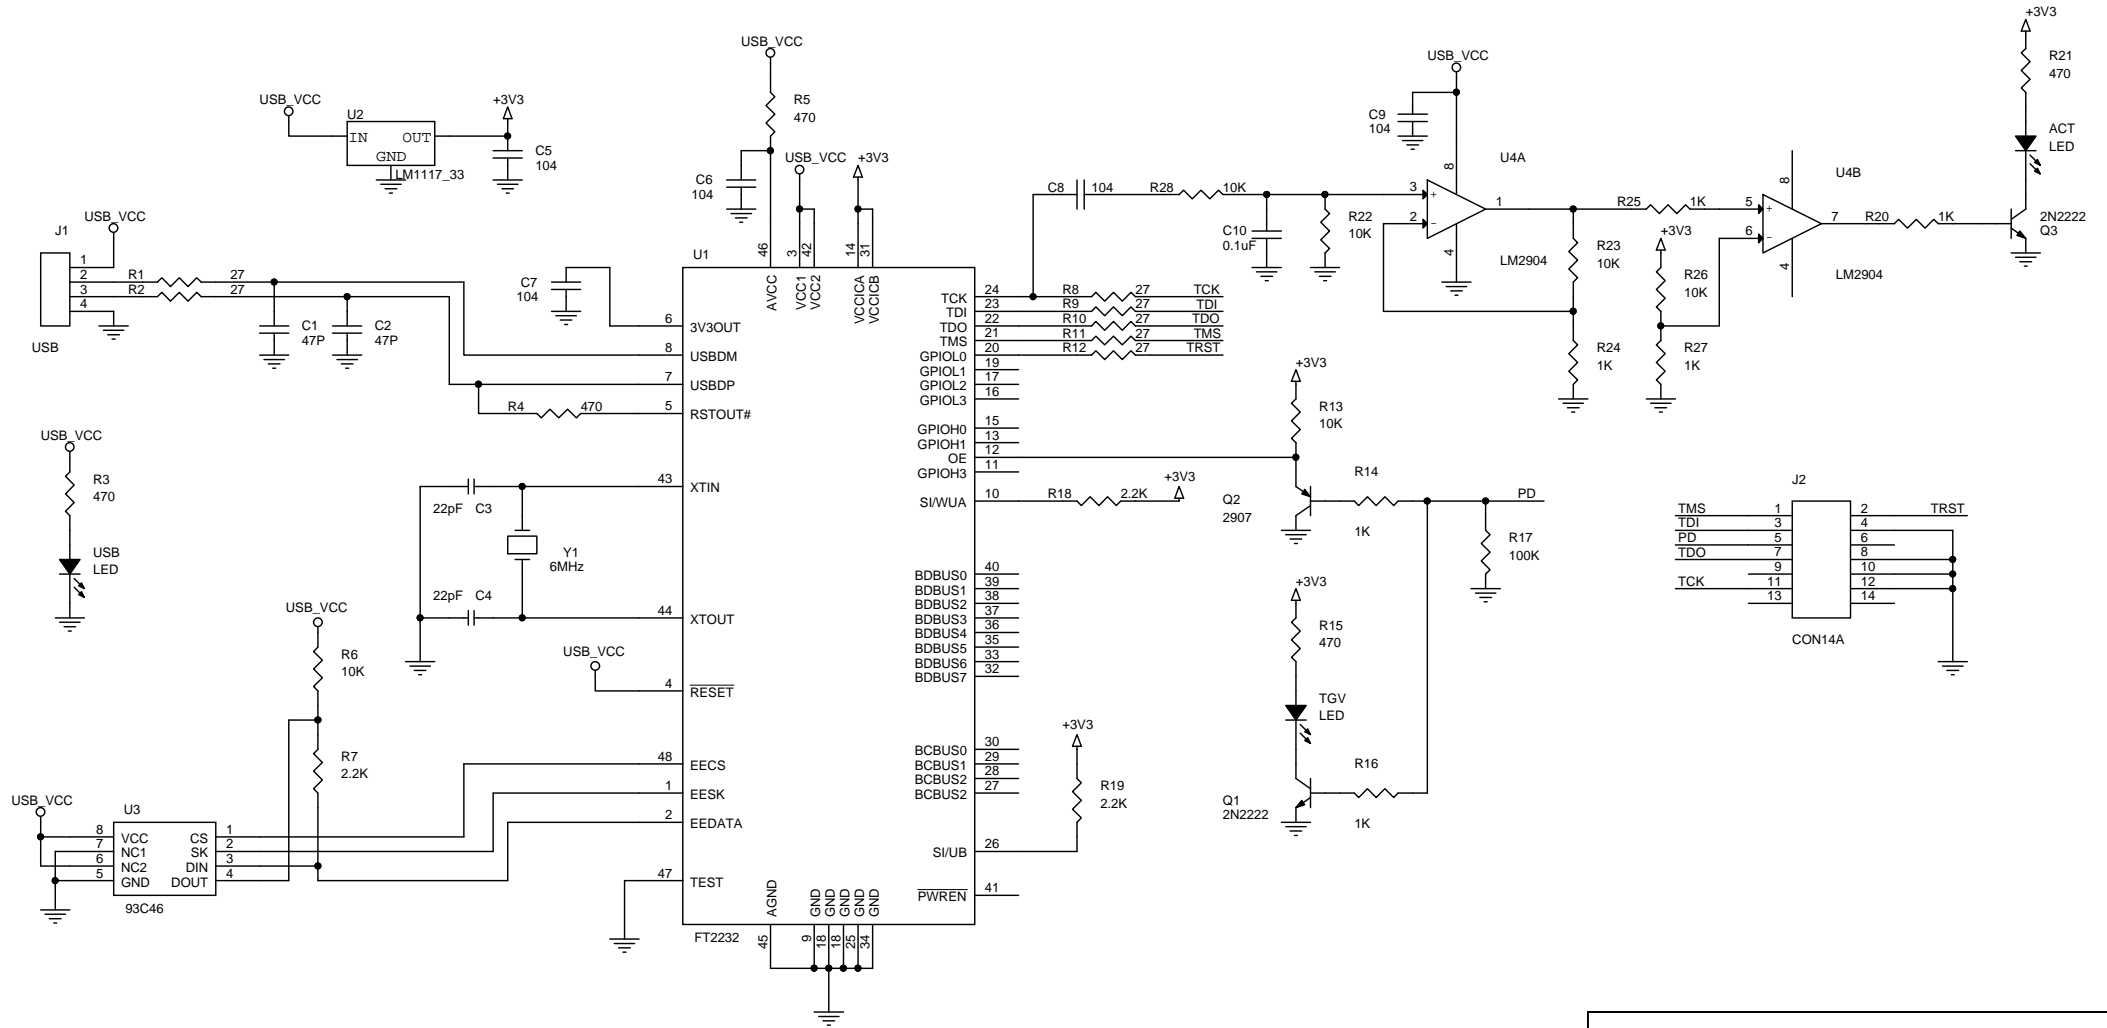 USB_VCC
U2
IN OUT
GND
LM1117_33
+3V3
C5
104
USB_VCC
R5
470
C6
104
USB_VCC
+3V3
46
3
42
14
31
J1
USB_VCC
1
2
3
4
USB
R1 27
R2 27
C1
47P
C2
47P
C7
104
R4 470
USB_VCC
R3
470
USB
LED
22pF C3
22pF C4
Y1
6MHz
USB_VCC
USB_VCC
R6
10K
R7
2.2K
USB_VCC
U3
8 VCC CS 1
7 NC1 SK 2
6 NC2 DIN 3
5 GND DOUT 4
93C46
U1
AVCC
VCC1
VCC2
VCCICA
VCCICB
6 3V3OUT
8 USBDM
7 USBDP
5 RSTOUT#
43 XTIN
44 XTOUT
4 RESET
48 EECS
1 EESK
2 EEDATA
47 TEST
AGND
GND
GND
GND
GND
GND
45
9
18
18
25
34
FT2232
TCK 24
TDI 23
TDO 22
TMS 21
GPIOL0 20
GPIOL1 19
GPIOL2 17
GPIOL3 16
GPIOH0 15
GPIOH1 13
OE 12
GPIOH3 11
SI/WUA 10
BDBUS0 40
BDBUS1 39
BDBUS2 38
BDBUS3 37
BDBUS4 36
BDBUS5 35
BDBUS6 33
BDBUS7 32
BCBUS0 30
BCBUS1 29
BCBUS2 28
BCBUS2 27
SI/UB 26
PWREN 41
R8 27 TCK
R9 27 TDI
R10 27 TDO
R11 27 TMS
R12 27 TRST
C8 104 R28 10K
C10
0.1uF
R22
10K
USB_VCC
C9
104
U4A
3
+
2
-
8
4
1
LM2904
R23
10K
R24
1K
R25 1K
+3V3
R26
10K
R27
1K
U4B
5
+
6
-
8
4
7
LM2904
R20 1K
+3V3
R21
470
ACT
LED
2N2222
Q3
+3V3
R13
10K
R18 2.2K +3V3
Q2
2907
R14
1K
PD
R17
100K
+3V3
R15
470
TGV
LED
Q1
2N2222
R16
1K
+3V3
R19
2.2K
J2
TMS 1 2 TRST
TDI 3 4
PD 5 6
TDO 7 8
9 10
TCK 11 12
13 14
CON14A